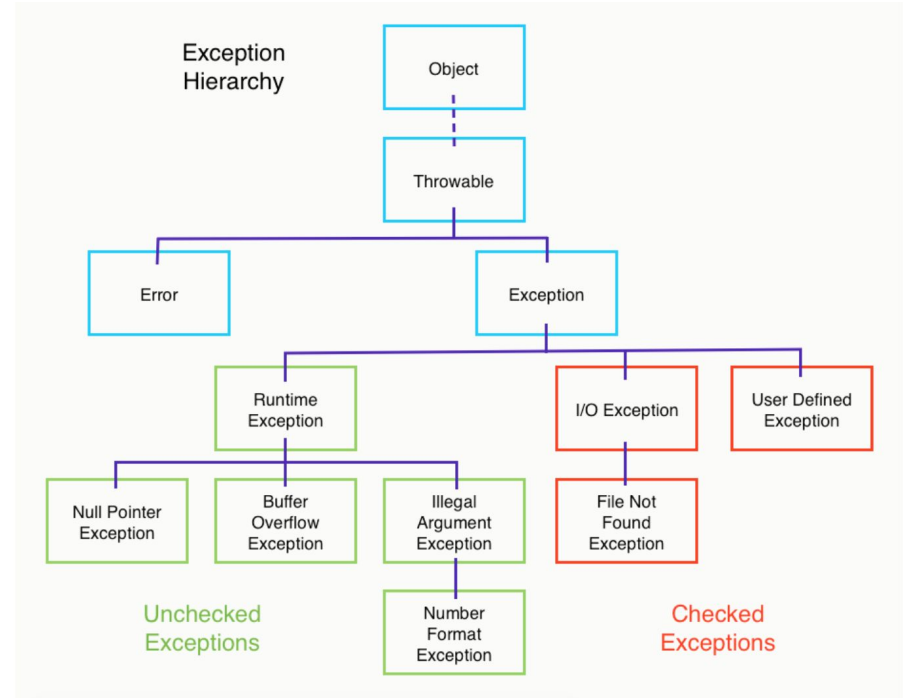 Exception
Hierarchy
Object
Throwable
Error
Exception
Runtime
Exception
I/O Exception
User Defined
Exception
Null Pointer
Exception
Buffer
Overflow
Exception
Illegal
Argument
Exception
File Not
Found
Exception
Unchecked
Exceptions
Number
Format
Exception
Checked
Exceptions